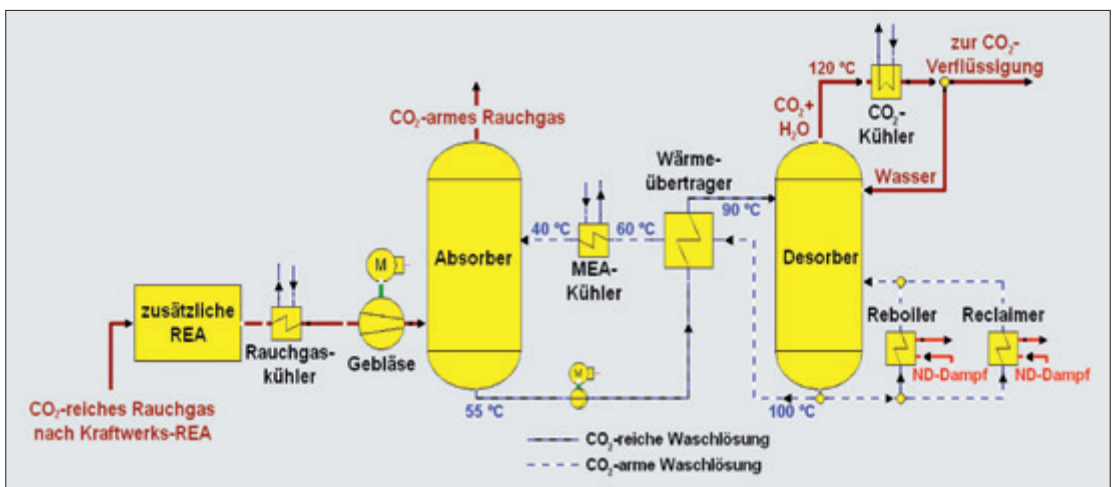 zur CO₂-
Verflüssigung
120 °C
CO₂+
H₂O
CO₂-
Kühler
CO₂-armes Rauchgas
Wärme-
übertrager
Wasser
90 °C
40 °C
60 °C
Absorber
MEA-
Kühler
Desorber
M
zusätzliche
REA
Rauchgas-
kühler
Gebläse
Reboiler
Reclaimer
ND-Dampf
ND-Dampf
M
55 °C
100 °C
CO₂-reiches Rauchgas
nach Kraftwerks-REA
CO₂-reiche Waschlösung
CO₂-arme Waschlösung